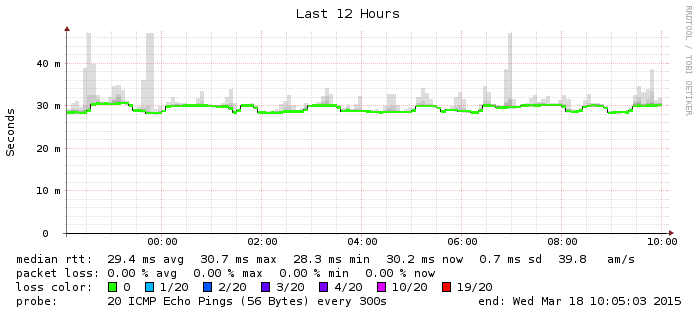 Last 12 Hours
RRDTOOL / TOBI OETIKER
Seconds
40 m
30 m
20 m
10 m
0
00:00 02:00 04:00 06:00 08:00 10:00
median rtt: 29.4 ms avg 30.7 ms max 28.3 ms min 30.2 ms now 0.7 ms sd 39.8 am/s
packet loss: 0.00 % avg 0.00 % max 0.00 % min 0.00 % now
loss color: 0 1/20 2/20 3/20 4/20 10/20 19/20
probe: 20 ICMP Echo Pings (56 Bytes) every 300s end: Wed Mar 18 10:05:03 2015